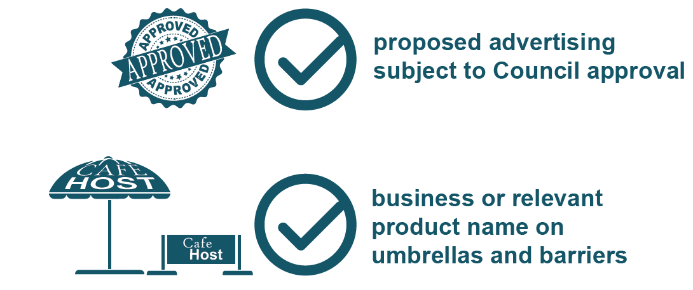 APPROVED
APPROVED
APPROVED
proposed advertising
subject to Council approval
CAFE
HOST
Cafe
Host
business or relevant
product name on
umbrellas and barriers